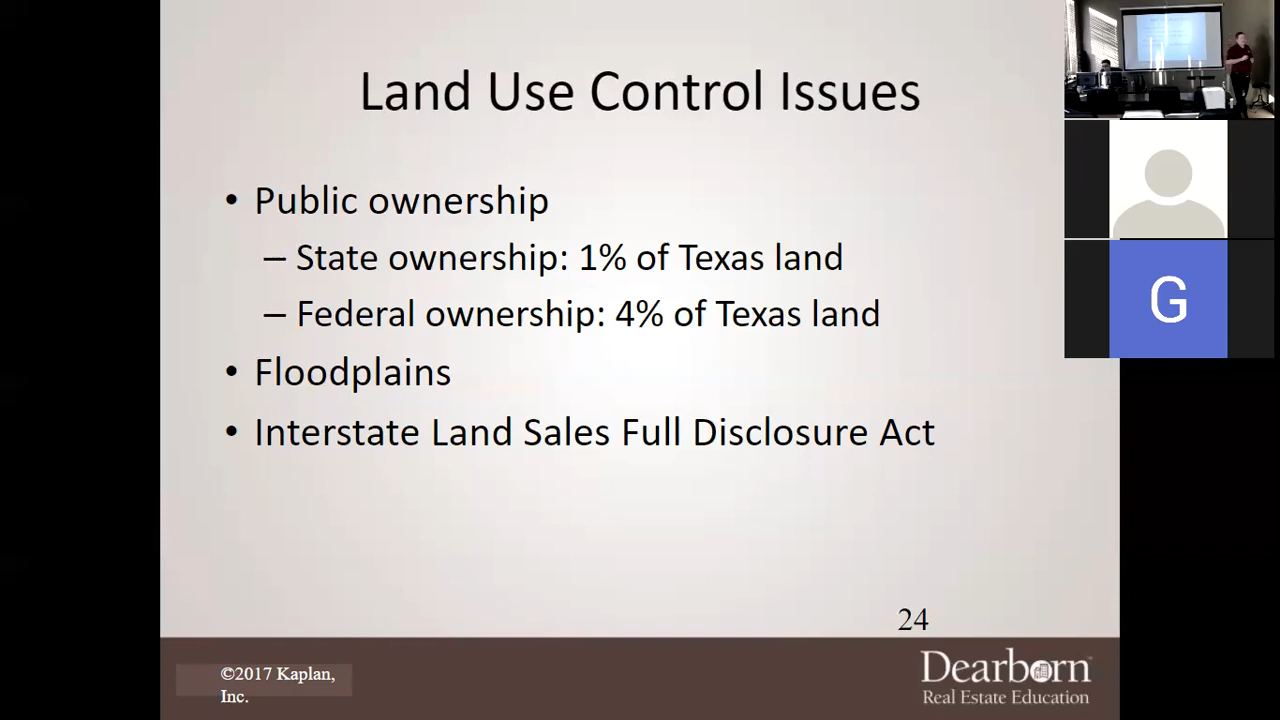 Land Use Control Issues
• Public ownership
– State ownership: 1% of Texas land
– Federal ownership: 4% of Texas land
• Floodplains
• Interstate Land Sales Full Disclosure Act
24
©2017 Kaplan,
Inc.
Dearborn™
Real Estate Education
G